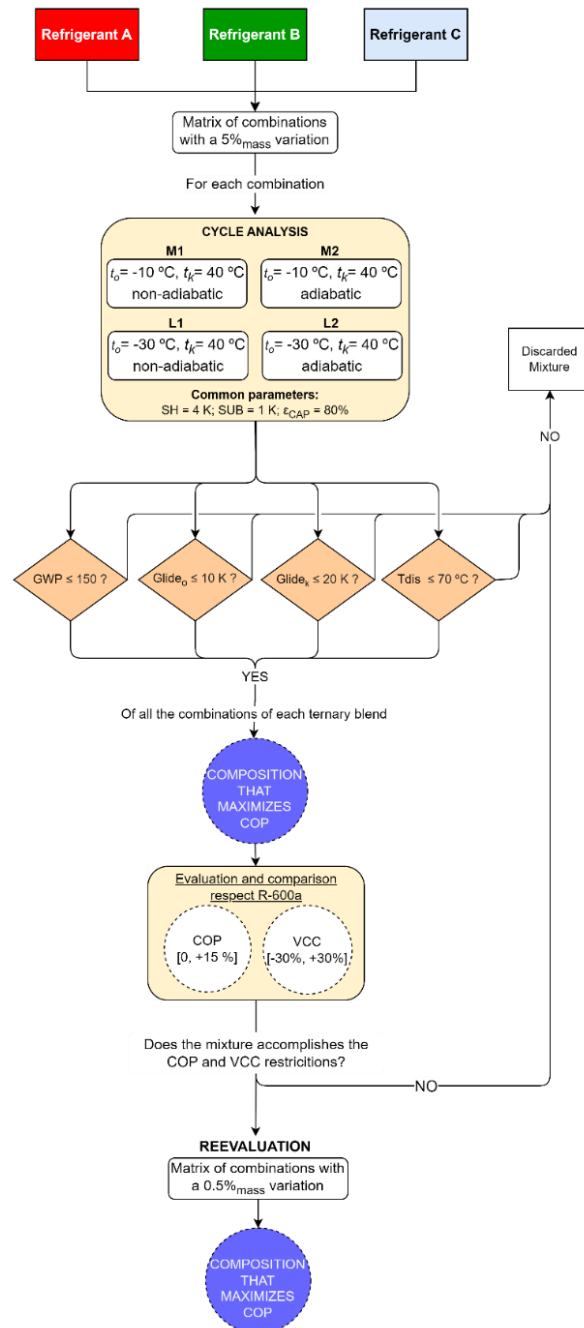 Refrigerant A
Refrigerant B
Refrigerant C
Matrix of combinations
with a 5%mass variation
For each combination
CYCLE ANALYSIS
M1
to= -10 ºC, tk= 40 ºC
non-adiabatic
M2
to= -10 ºC, tk= 40 ºC
adiabatic
L1
to= -30 ºC, tk= 40 ºC
non-adiabatic
L2
to= -30 ºC, tk= 40 ºC
adiabatic
Common parameters:
SH = 4 K; SUB = 1 K; εCAP = 80%
Discarded
Mixture
NO
GWP ≤ 150 ?
Glideo ≤ 10 K ?
Glidek ≤ 20 K ?
Tdis ≤ 70 ºC ?
YES
Of all the combinations of each ternary blend
COMPOSITION
THAT
MAXIMIZES
COP
Evaluation and comparison
respect R-600a
COP
[0, +15 %]
VCC
[-30%, +30%]
Does the mixture accomplishes the
COP and VCC restricitions?
NO
REEVALUATION
Matrix of combinations with
a 0.5%mass variation
COMPOSITION
THAT
MAXIMIZES
COP